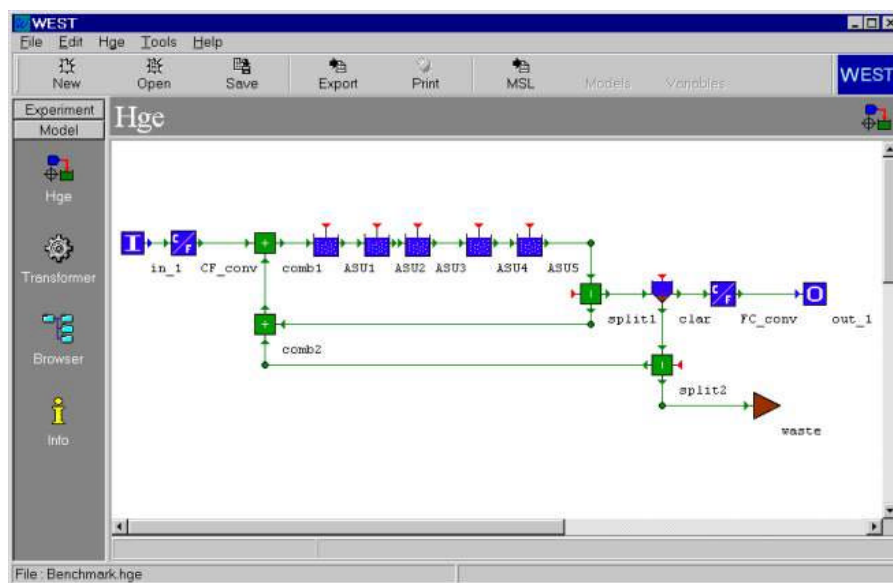 WEST
File Edit Hge Tools Help
New Open Save Export Print MSL Models Variables
WEST
Experiment
Model
Hge
Hge
Transformer
Browser
Info
I C/F + + + O
in_1 CF_conv comb1 ASU1 ASU2 ASU3 ASU4 ASU5
split1 clar FC_conv out_1
comb2
split2
waste
File : Benchmark.hge